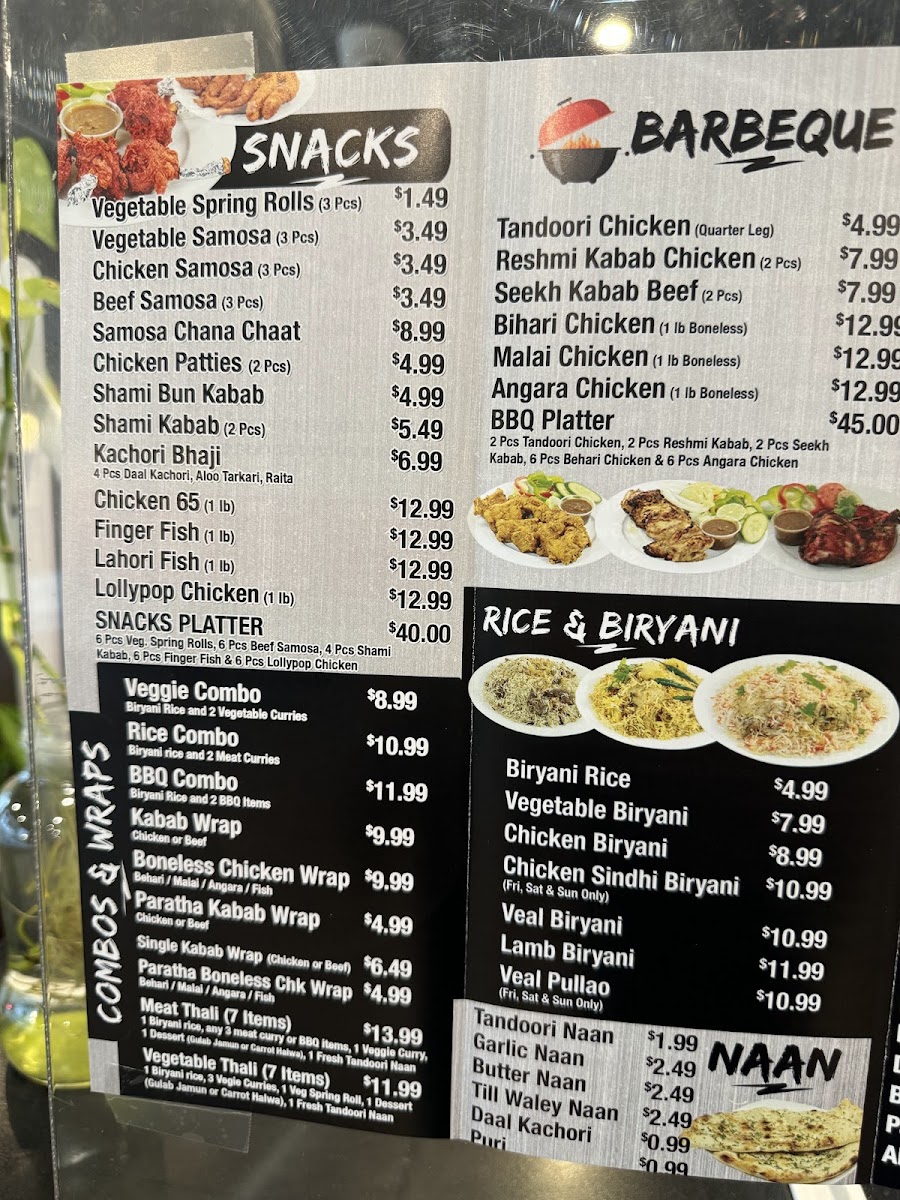 SNACKS
Vegetable Spring Rolls (3 Pcs) $1.49
Vegetable Samosa (3 Pcs) $3.49
Chicken Samosa (3 Pcs) $3.49
Beef Samosa (3 Pcs) $3.49
Samosa Chana Chaat $8.99
Chicken Patties (2 Pcs) $4.99
Shami Bun Kabab $4.99
Shami Kabab (2 Pcs) $5.49
Kachori Bhaji $6.99
4 Pcs Daal Kachori, Aloo Tarkari, Raita
Chicken 65 (1 lb) $12.99
Finger Fish (1 lb) $12.99
Lahori Fish (1 lb) $12.99
Lollypop Chicken (1 lb) $12.99
SNACKS PLATTER $40.00
6 Pcs Veg. Spring Rolls, 6 Pcs Beef Samosa, 4 Pcs Shami
Kabab, 6 Pcs Finger Fish & 6 Pcs Lollypop Chicken
COMBOS & WRAPS
Veggie Combo $8.99
Biryani Rice and 2 Vegetable Curries
Rice Combo $10.99
Biryani rice and 2 Meat Curries
BBQ Combo $11.99
Biryani Rice and 2 BBQ Items
Kabab Wrap $9.99
Chicken or Beef
Boneless Chicken Wrap $9.99
Behari / Malai / Angara / Fish
Paratha Kabab Wrap $4.99
Chicken or Beef
Single Kabab Wrap (Chicken or Beef) $6.49
Paratha Boneless Chk Wrap $4.99
Behari / Malai / Angara / Fish
Meat Thali (7 Items) $13.99
1 Biryani rice, any 3 meat curry or BBQ items, 1 Veggie Curry,
1 Dessert (Gulab Jamun or Carrot Halwa), 1 Fresh Tandoori Naan
Vegetable Thali (7 Items) $11.99
1 Biryani rice, 3 Vegie Curries, 1 Veg Spring Roll, 1 Dessert
(Gulab Jamun or Carrot Halwa), 1 Fresh Tandoori Naan
BARBEQUE
Tandoori Chicken (Quarter Leg) $4.99
Reshmi Kabab Chicken (2 Pcs) $7.99
Seekh Kabab Beef (2 Pcs) $7.99
Bihari Chicken (1 lb Boneless) $12.99
Malai Chicken (1 lb Boneless) $12.99
Angara Chicken (1 lb Boneless) $12.99
BBQ Platter $45.00
2 Pcs Tandoori Chicken, 2 Pcs Reshmi Kabab, 2 Pcs Seekh
Kabab, 6 Pcs Behari Chicken & 6 Pcs Angara Chicken
RICE & BIRYANI
Biryani Rice $4.99
Vegetable Biryani $7.99
Chicken Biryani $8.99
Chicken Sindhi Biryani $10.99
(Fri, Sat & Sun Only)
Veal Biryani $10.99
Lamb Biryani $11.99
Veal Pullao $10.99
(Fri, Sat & Sun Only)
NAAN
Tandoori Naan $1.99
Garlic Naan $2.49
Butter Naan $2.49
Till Waley Naan $2.49
Daal Kachori $0.99
Puri $0.99